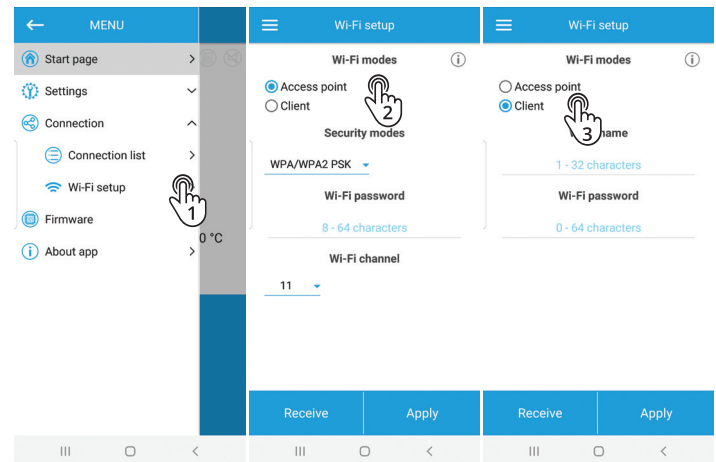 MENU
Start page
Settings
Connection
Connection list
Wi-Fi setup
1
Firmware
0 °C
About app
Wi-Fi setup
Wi-Fi modes
Access point
Client
2
Security modes
WPA/WPA2 PSK
Wi-Fi password
8 - 64 characters
Wi-Fi channel
11
Receive
Apply
Wi-Fi setup
Wi-Fi modes
Access point
Client
3
name
1 - 32 characters
Wi-Fi password
0 - 64 characters
Receive
Apply